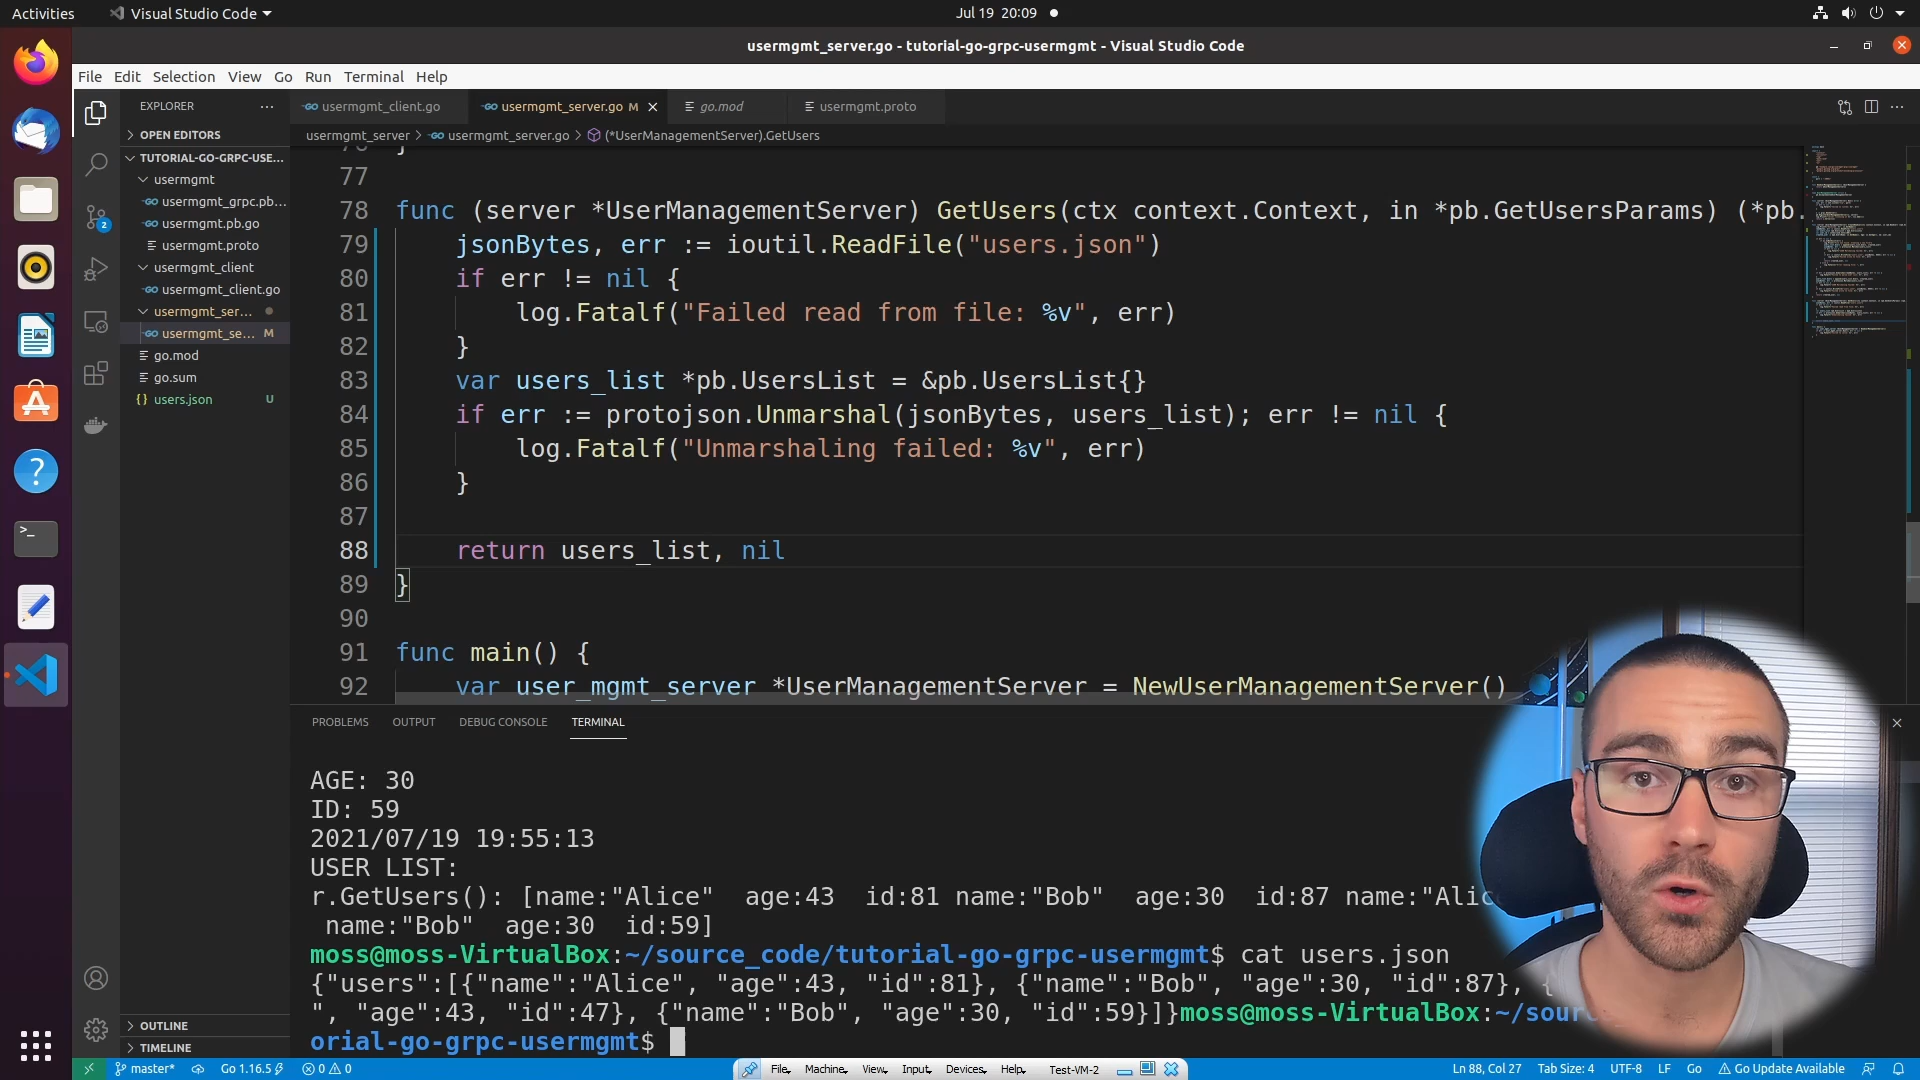 Activities
Visual Studio Code
Jul 19 20:09
usermgmt_server.go - tutorial-go-grpc-usermgmt - Visual Studio Code
File Edit Selection View Go Run Terminal Help
EXPLORER
usermgmt_client.go
usermgmt_server.go M
go.mod
usermgmt.proto
OPEN EDITORS
usermgmt_server > usermgmt_server.go > (*UserManagementServer).GetUsers
TUTORIAL-GO-GRPC-USE...
usermgmt
usermgmt_grpc.pb...
usermgmt.pb.go
usermgmt.proto
usermgmt_client
usermgmt_client.go
usermgmt_ser...
usermgmt_se... M
go.mod
go.sum
users.json U
2
77
78 func (server *UserManagementServer) GetUsers(ctx context.Context, in *pb.GetUsersParams) (*pb.
79 jsonBytes, err := ioutil.ReadFile("users.json")
80 if err != nil {
81 log.Fatalf("Failed read from file: %v", err)
82 }
83 var users_list *pb.UsersList = &pb.UsersList{}
84 if err := protojson.Unmarshal(jsonBytes, users_list); err != nil {
85 log.Fatalf("Unmarshaling failed: %v", err)
86 }
87
88 return users_list, nil
89 }
90
91 func main() {
92 var user_mgmt_server *UserManagementServer = NewUserManagementServer()
PROBLEMS OUTPUT DEBUG CONSOLE TERMINAL
AGE: 30
ID: 59
2021/07/19 19:55:13
USER LIST:
r.GetUsers(): [name:"Alice" age:43 id:81 name:"Bob" age:30 id:87 name:"Alic
name:"Bob" age:30 id:59]
moss@moss-VirtualBox:~/source_code/tutorial-go-grpc-usermgmt$ cat users.json
{"users":[{"name":"Alice", "age":43, "id":81}, {"name":"Bob", "age":30, "id":87}, {
", "age":43, "id":47}, {"name":"Bob", "age":30, "id":59}]}moss@moss-VirtualBox:~/sour
orial-go-grpc-usermgmt$
OUTLINE
TIMELINE
master* Go 1.16.5 0 0
File Machine View Input Devices Help Test-VM-2
Ln 88, Col 27 Tab Size: 4 UTF-8 LF Go Go Update Available